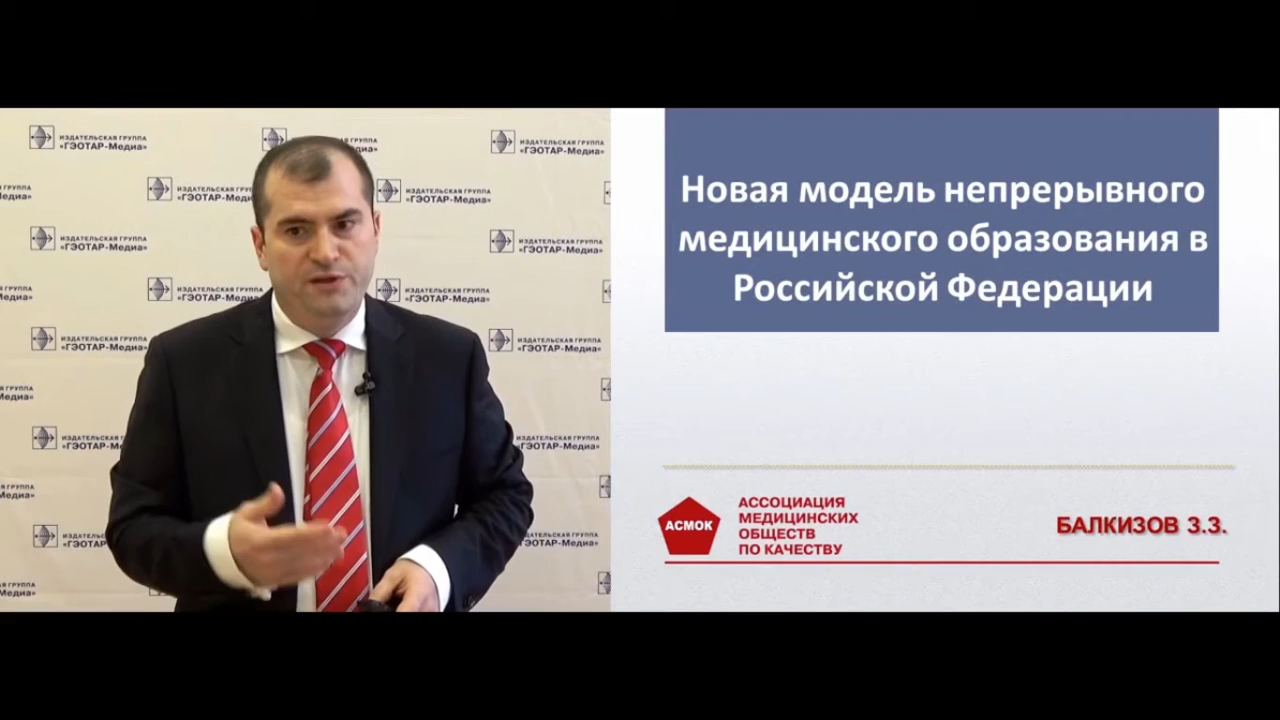 ИЗДАТЕЛЬСКАЯ ГРУППА
«ГЭОТАР-Медиа»
Новая модель непрерывного
медицинского образования в
Российской Федерации
АСМОК
АССОЦИАЦИЯ
МЕДИЦИНСКИХ
ОБЩЕСТВ
ПО КАЧЕСТВУ
БАЛКИЗОВ З.З.